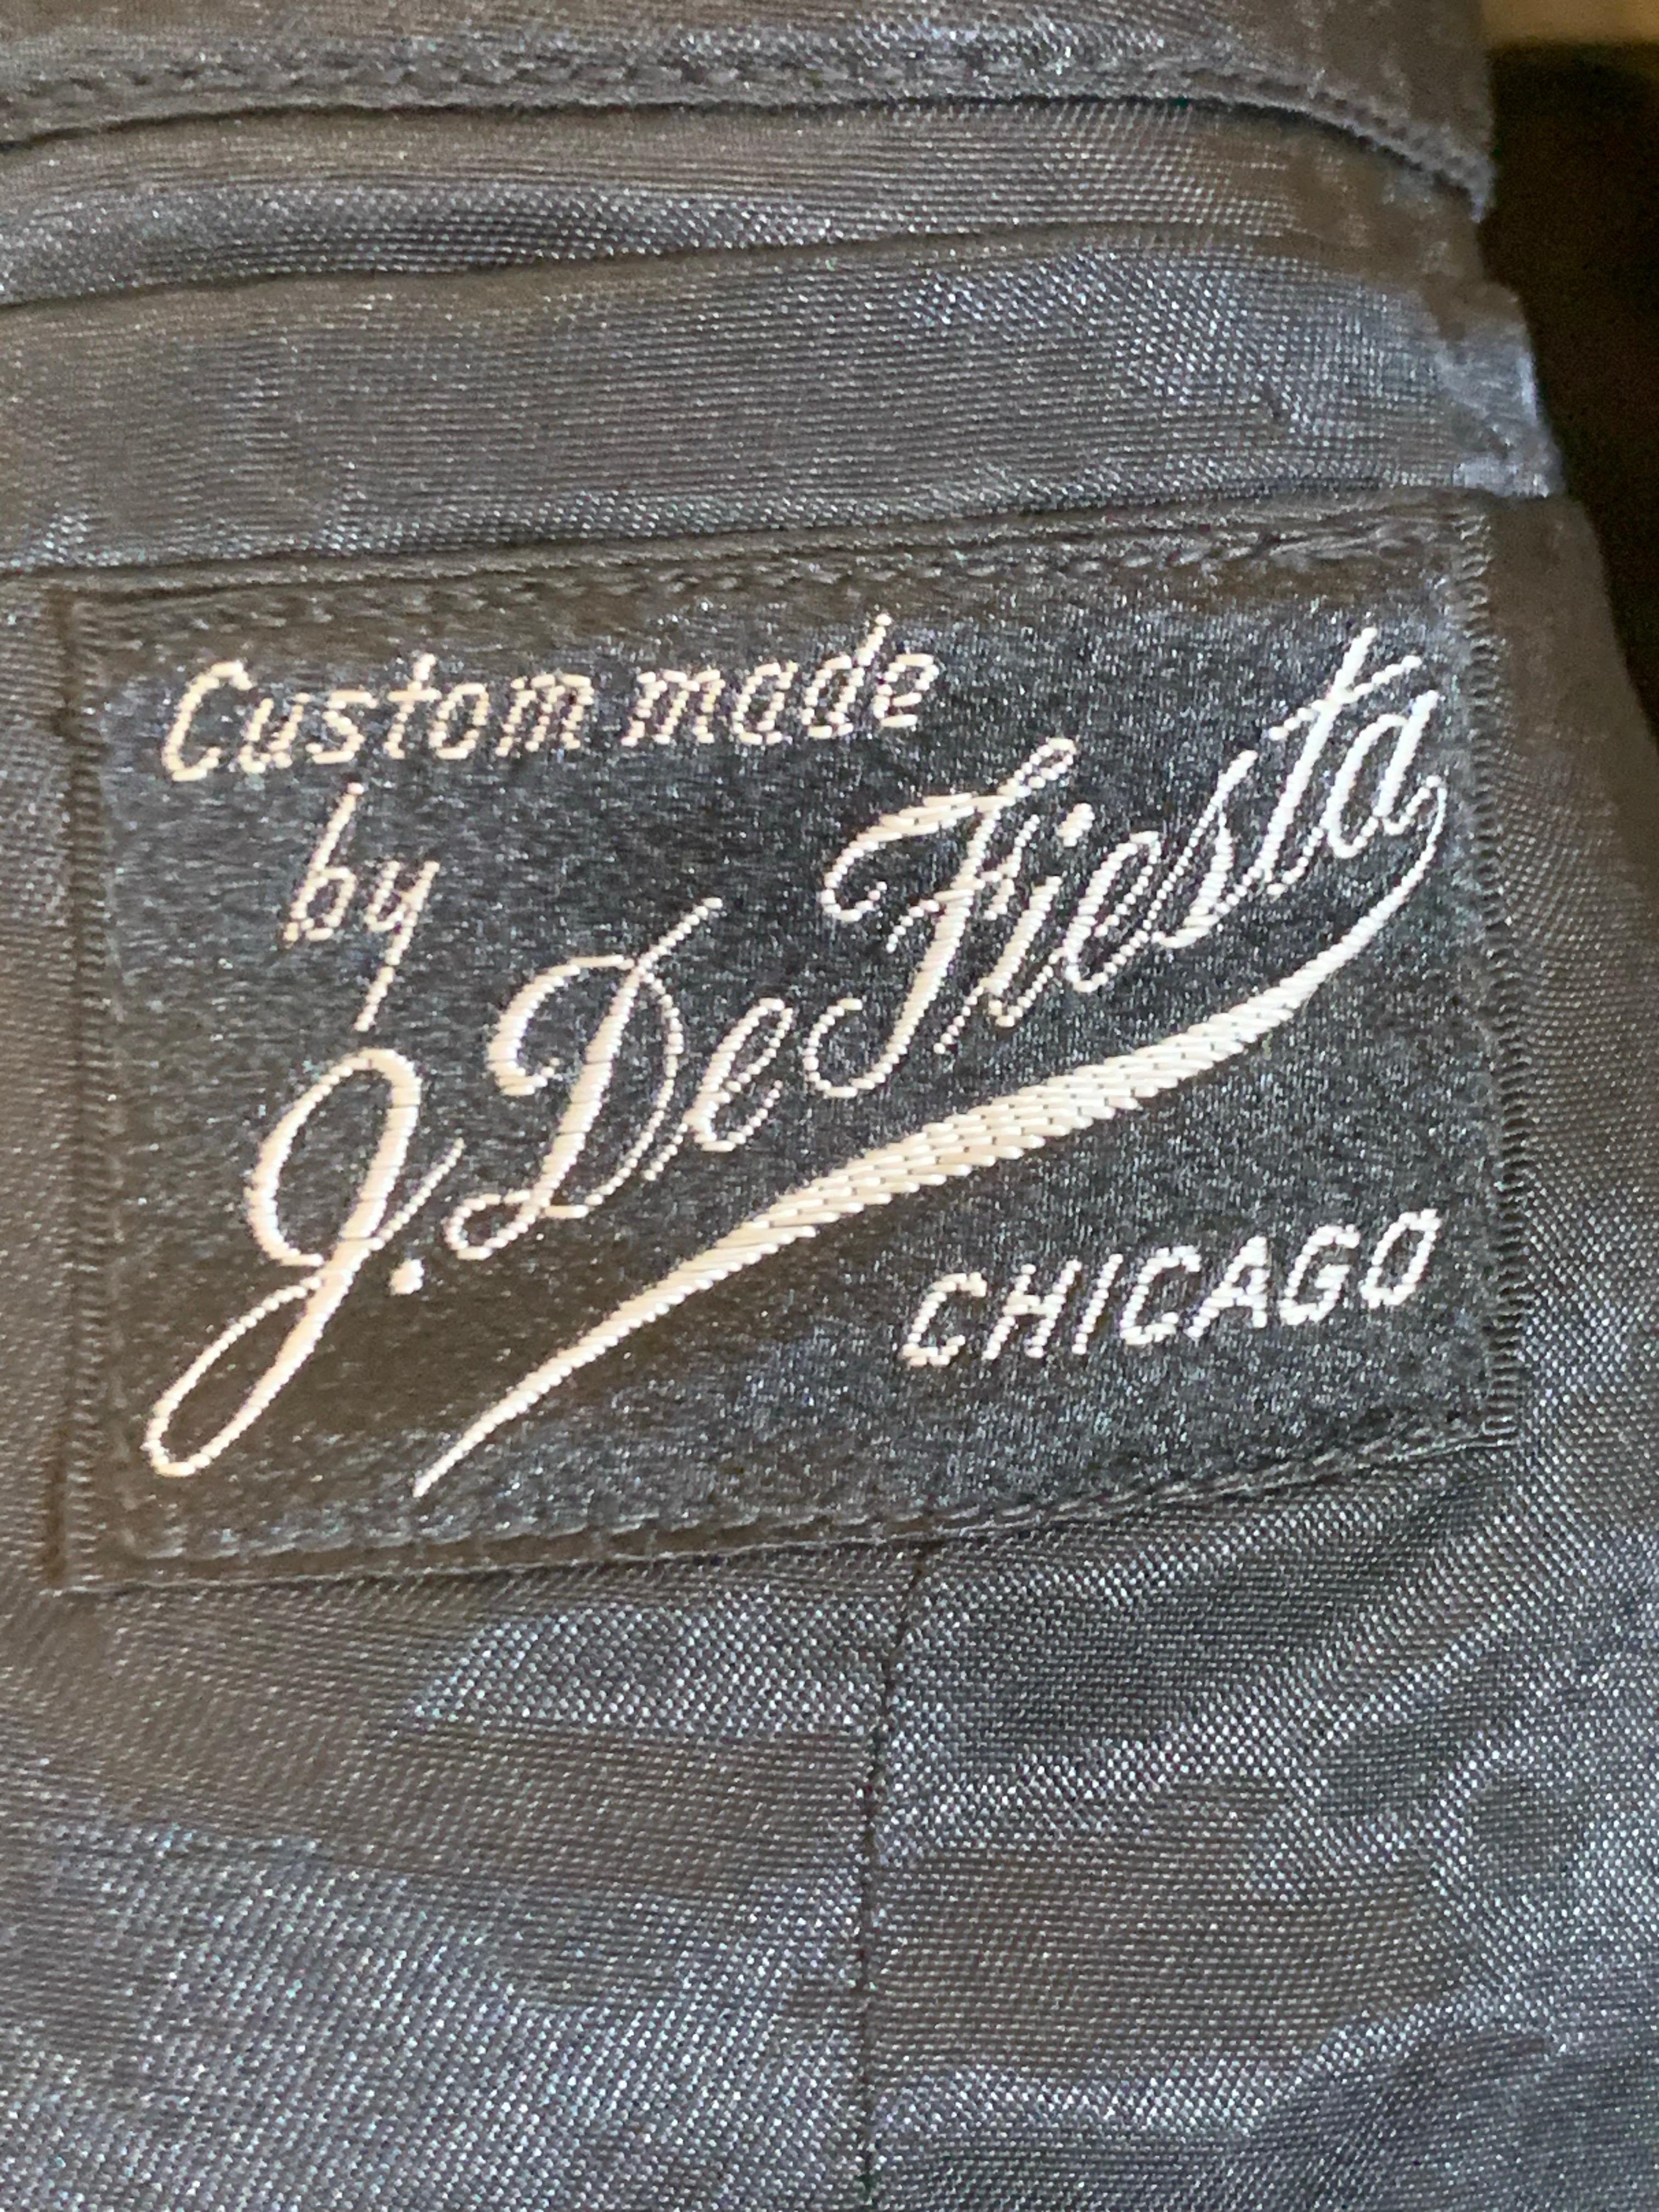 Custom made
by
J. De Fiesta
CHICAGO